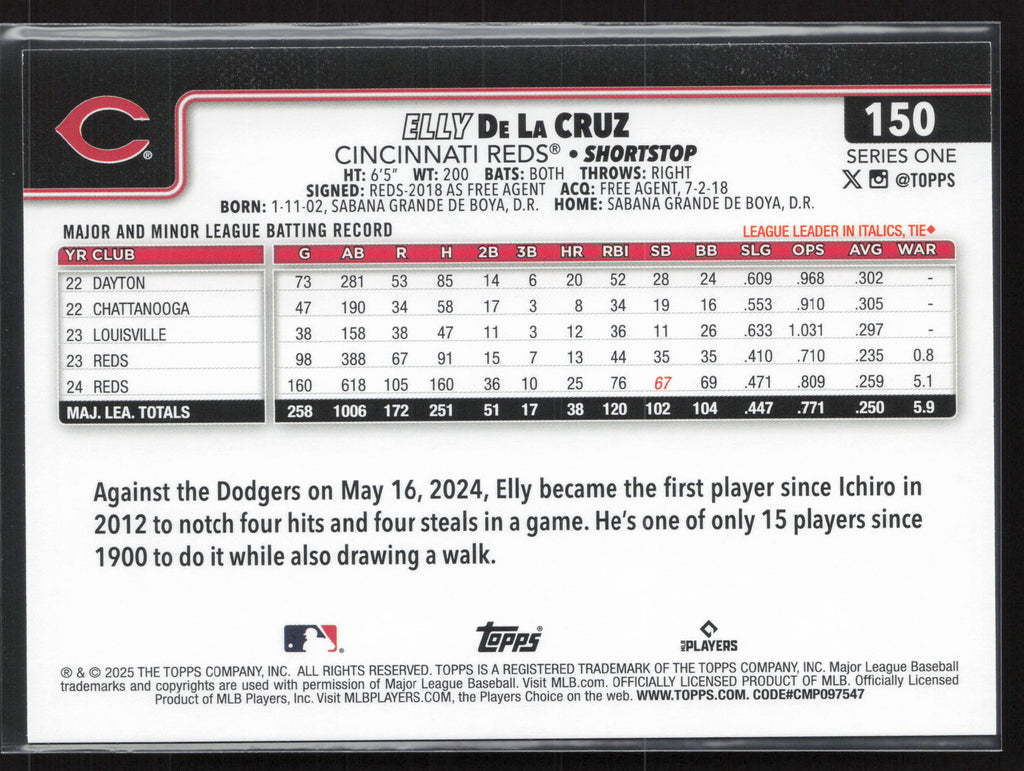 150
ELLY DE LA CRUZ
CINCINNATI REDS® • SHORTSTOP
SERIES ONE
HT: 6'5" WT: 200 BATS: BOTH THROWS: RIGHT
@TOPPS
SIGNED: REDS-2018 AS FREE AGENT ACQ: FREE AGENT, 7-2-18
BORN: 1-11-02, SABANA GRANDE DE BOYA, D.R. HOME: SABANA GRANDE DE BOYA, D.R.
MAJOR AND MINOR LEAGUE BATTING RECORD LEAGUE LEADER IN ITALICS, TIE◆
YR CLUB G AB R H 2B 3B HR RBI SB BB SLG OPS AVG WAR
22 DAYTON 73 281 53 85 14 6 20 52 28 24 .609 .968 .302 -
22 CHATTANOOGA 47 190 34 58 17 3 8 34 19 16 .553 .910 .305 -
23 LOUISVILLE 38 158 38 47 11 3 12 36 11 26 .633 1.031 .297 -
23 REDS 98 388 67 91 15 7 13 44 35 35 .410 .710 .235 0.8
24 REDS 160 618 105 160 36 10 25 76 67 69 .471 .809 .259 5.1
MAJ. LEA. TOTALS 258 1006 172 251 51 17 38 120 102 104 .447 .771 .250 5.9
Against the Dodgers on May 16, 2024, Elly became the first player since Ichiro in
2012 to notch four hits and four steals in a game. He's one of only 15 players since
1900 to do it while also drawing a walk.
TOPPS® MLB PLAYERS
® & © 2025 THE TOPPS COMPANY, INC. ALL RIGHTS RESERVED. TOPPS IS A REGISTERED TRADEMARK OF THE TOPPS COMPANY, INC. Major League Baseball
trademarks and copyrights are used with permission of Major League Baseball. Visit MLB.com. OFFICIALLY LICENSED PRODUCT OF MLB. Officially Licensed
Product of MLB Players, Inc. Visit MLBPLAYERS.COM, the Players Choice on the web. WWW.TOPPS.COM. CODE#CMP097547